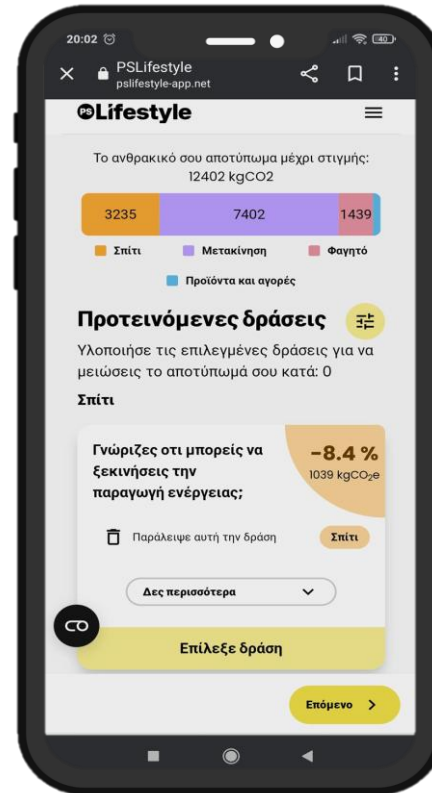 20:02
40
PSLifestyle
pslifestyle-app.net
PS Lifestyle
Το ανθρακικό σου αποτύπωμα μέχρι στιγμής:
12402 kgCO2
3235 7402 1439
Σπίτι Μετακίνηση Φαγητό
Προϊόντα και αγορές
Προτεινόμενες δράσεις
Υλοποιήσε τις επιλεγμένες δράσεις για να
μειώσεις το αποτύπωμά σου κατά: 0
Σπίτι
Γνώριζες οτι μπορείς να
ξεκινήσεις την
παραγωγή ενέργειας;
–8.4 %
1039 kgCO₂e
Παράλειψε αυτή την δράση
Σπίτι
Δες περισσότερα
Επίλεξε δράση
Επόμενο